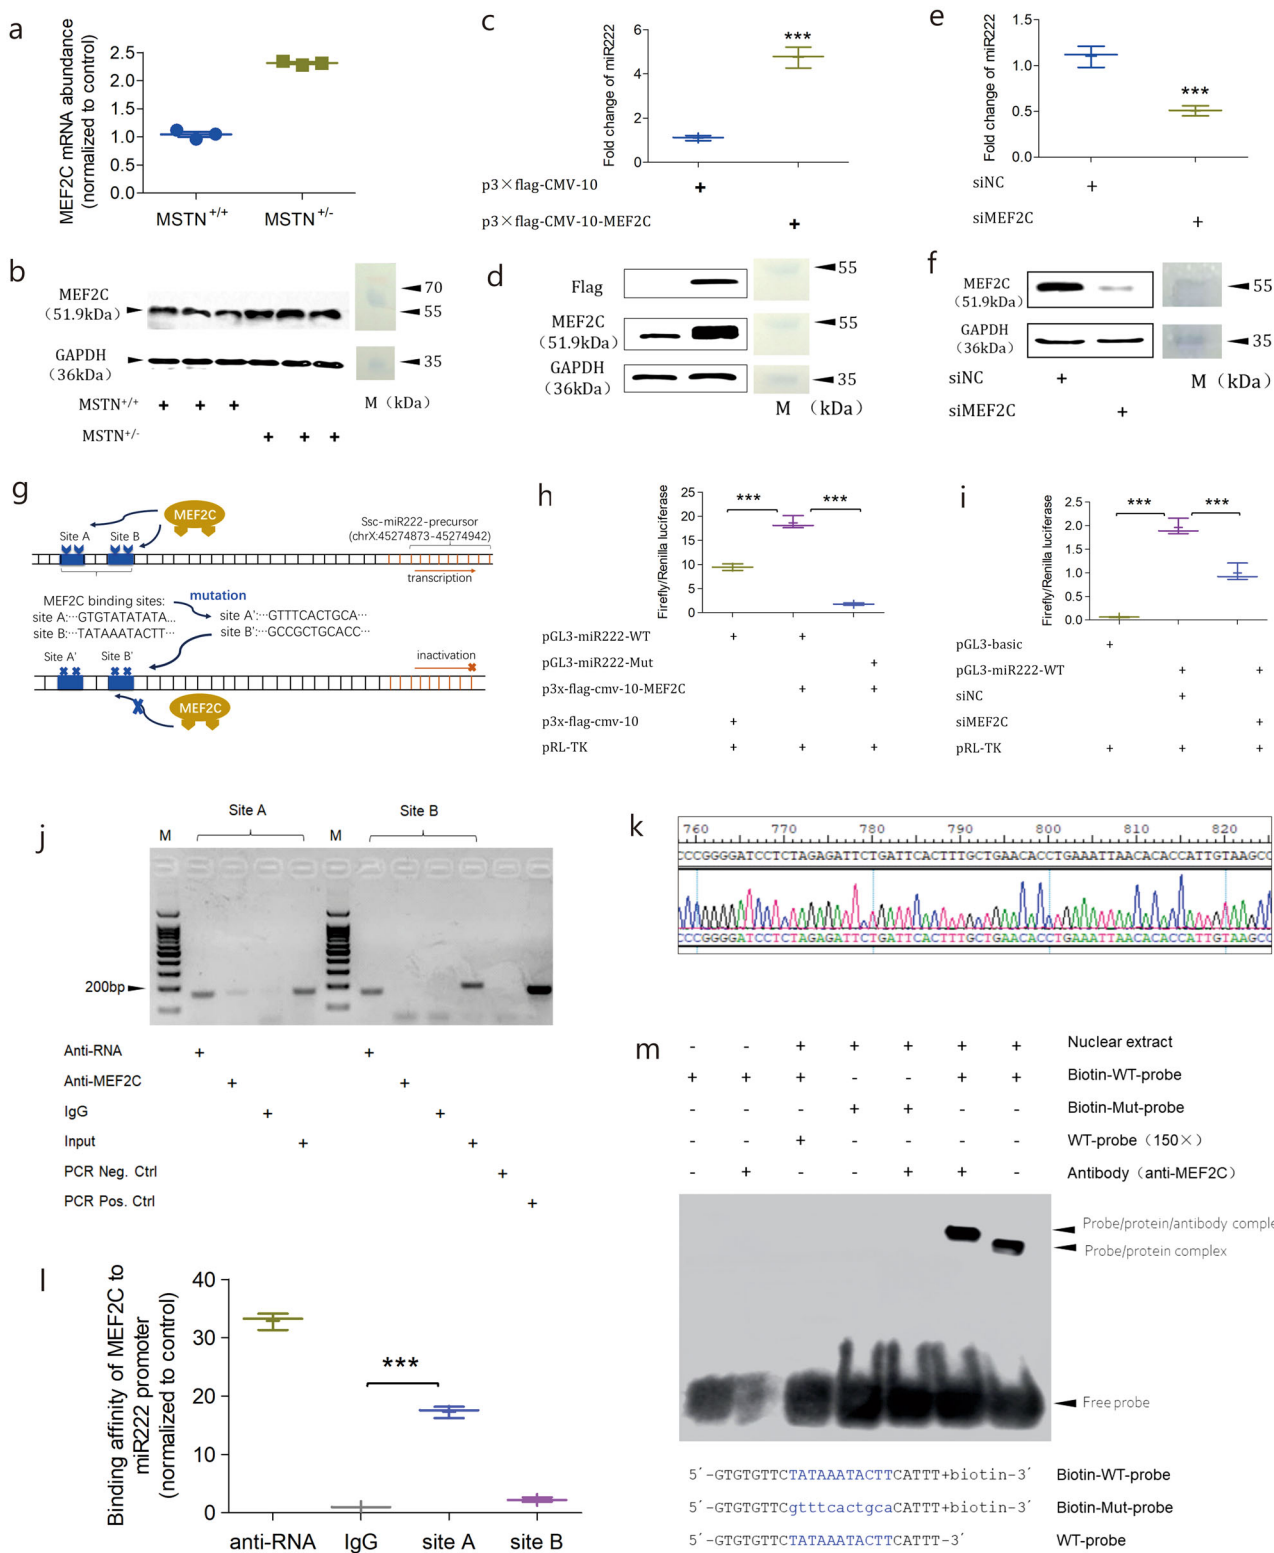 a
MEF2C mRNA abundance
(normalized to control)
2.5
2.0
1.5
1.0
0.5
0.0
MSTN+/+
MSTN+/-
c
Fold change of miR222
6
4
2
0
***
p3×flag-CMV-10
+
p3×flag-CMV-10-MEF2C
+
e
Fold change of miR222
1.5
1.0
0.5
0.0
***
siNC
+
siMEF2C
+
b
MEF2C
(51.9kDa)
GAPDH
(36kDa)
70
55
35
MSTN+/+
+ + +
M (kDa)
MSTN+/-
+ + +
d
Flag
MEF2C
(51.9kDa)
GAPDH
(36kDa)
55
55
35
M (kDa)
f
MEF2C
(51.9kDa)
GAPDH
(36kDa)
55
35
siNC
+
M (kDa)
siMEF2C
+
g
MEF2C
Site A
Site B
Ssc-miR222-precursor
(chrX:45274873-45274942)
transcription
MEF2C binding sites:
mutation
site A:···GTGTATATATA...
site A':···GTTTCACTGCA···
site B:···TATAAATACTT···
site B':···GCCGCTGCACC···
Site A'
Site B'
inactivation
MEF2C
h
Firefly/Renilla luciferase
25
20
15
10
5
0
*** ***
pGL3-miR222-WT + +
pGL3-miR222-Mut +
p3x-flag-cmv-10-MEF2C + +
p3x-flag-cmv-10 +
pRL-TK + + +
i
Firefly/Renilla luciferase
2.5
2.0
1.5
1.0
0.5
0.0
*** ***
pGL3-basic +
pGL3-miR222-WT + +
siNC +
siMEF2C +
pRL-TK + + +
j
Site A
Site B
M
M
200bp
Anti-RNA + +
Anti-MEF2C + +
IgG + +
Input + +
PCR Neg. Ctrl +
PCR Pos. Ctrl +
k
760 770 780 790 800 810 820
CCCGGGGATCCTCTAGAGATTCTGATTCACTTTGCTGAACACCTGAAATTAACACACCATTGTAAGCC
CCCGGGGATCCTCTAGAGATTCTGATTCACTTTGCTGAACACCTGAAATTAACACACCATTGTAAGCC
l
Binding affinity of MEF2C to
miR222 promoter
(normalized to control)
40
30
20
10
0
***
anti-RNA
IgG
site A
site B
m
- - + + + + + Nuclear extract
+ + + - - + + Biotin-WT-probe
- - - + + - - Biotin-Mut-probe
- - + - - - - WT-probe (150×)
- + - - + + - Antibody (anti-MEF2C)
Probe/protein/antibody comple
Probe/protein complex
Free probe
5´-GTGTGTTCTATAAATACTTCATTT+biotin-3´ Biotin-WT-probe
5´-GTGTGTTCgtttcactgcaCATTT+biotin-3´ Biotin-Mut-probe
5´-GTGTGTTCTATAAATACTTCATTT-3´ WT-probe